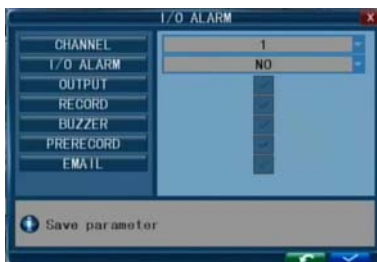 I/O ALARM
X
CHANNEL 1
I/O ALARM NO
OUTPUT
RECORD
BUZZER
PRERECORD
EMAIL
Save parameter